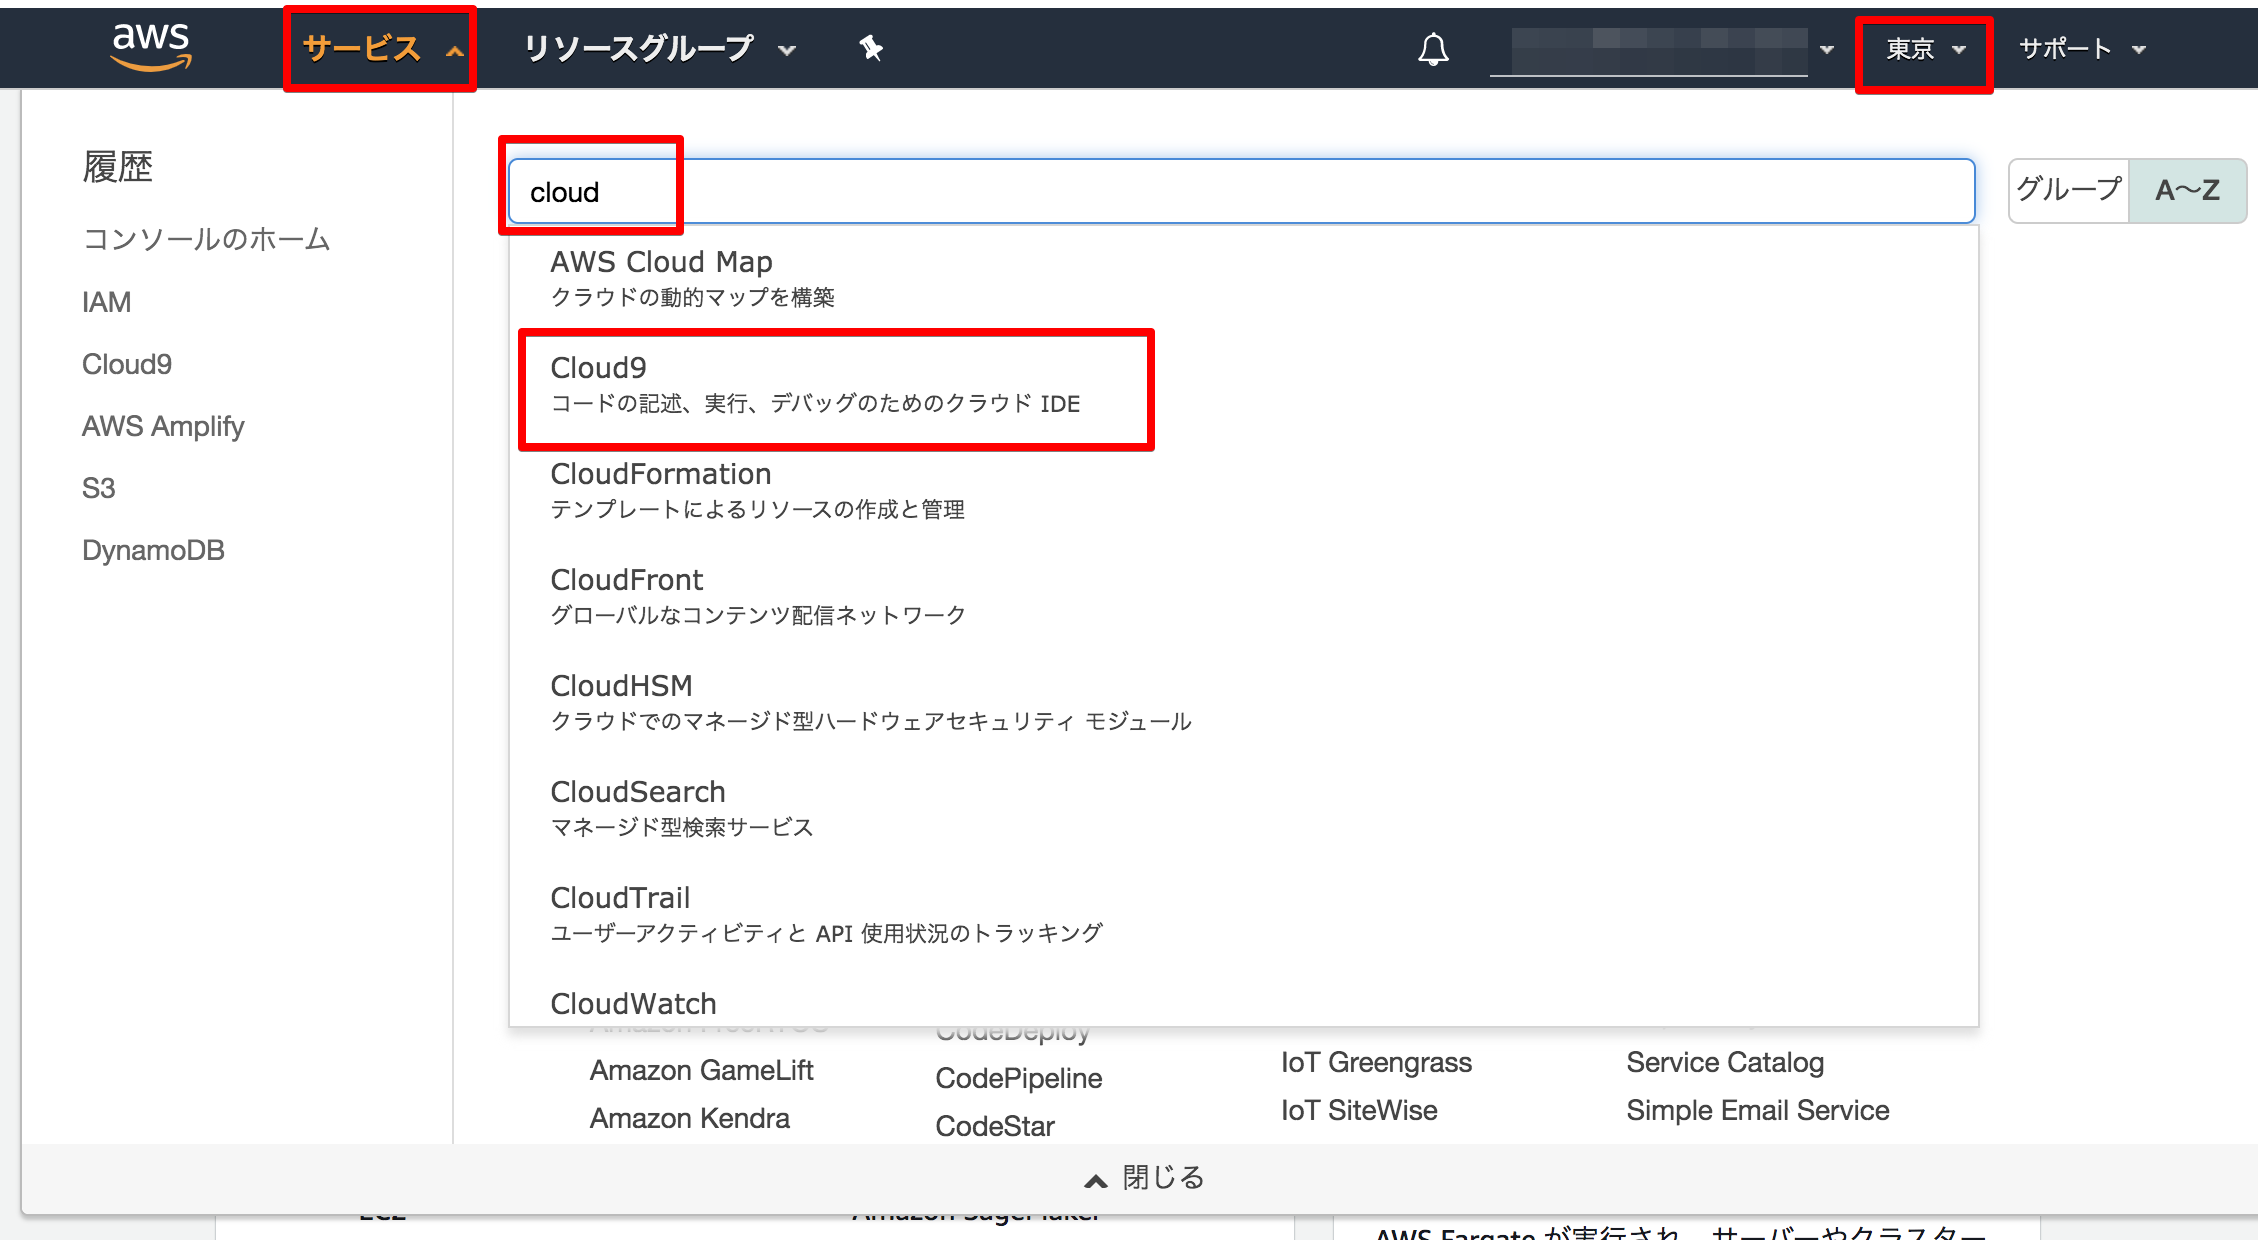 aws
サービス
リソースグループ
東京
サポート
履歴
コンソールのホーム
IAM
Cloud9
AWS Amplify
S3
DynamoDB
cloud
グループ
A〜Z
AWS Cloud Map
クラウドの動的マップを構築
Cloud9
コードの記述、実行、デバッグのためのクラウド IDE
CloudFormation
テンプレートによるリソースの作成と管理
CloudFront
グローバルなコンテンツ配信ネットワーク
CloudHSM
クラウドでのマネージド型ハードウェアセキュリティ モジュール
CloudSearch
マネージド型検索サービス
CloudTrail
ユーザーアクティビティと API 使用状況のトラッキング
CloudWatch
CodeDeploy
Amazon GameLift
CodePipeline
IoT Greengrass
Service Catalog
Amazon Kendra
CodeStar
IoT SiteWise
Simple Email Service
閉じる
EC2
Amazon SageMaker
AWS Fargate が実行され、サーバーやクラスター